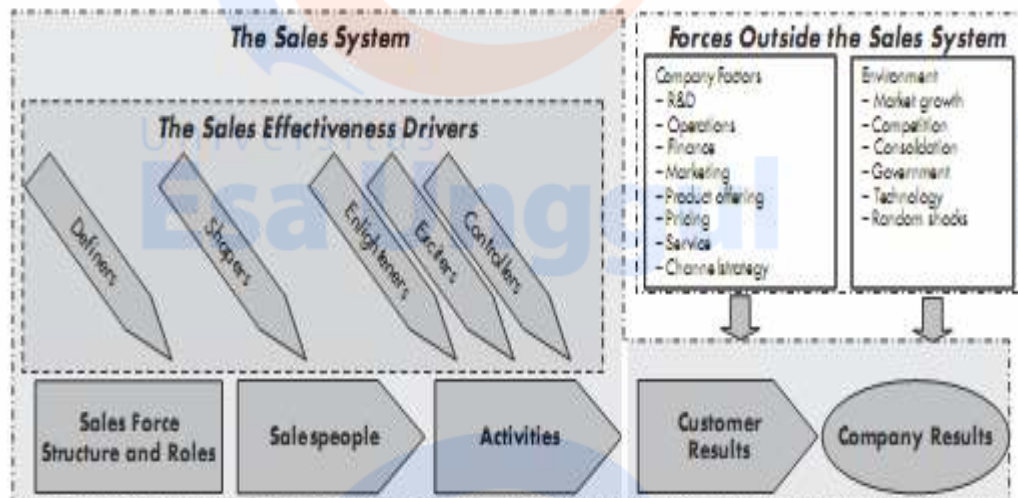 The Sales System
The Sales Effectiveness Drivers
Definers
Shapers
Enlighteners
Exciters
Controllers
Forces Outside the Sales System
Company Factors
– R&D
– Operations
– Finance
– Marketing
– Product offering
– Pricing
– Service
– Channel strategy
Environment
– Market growth
– Competition
– Consolidation
– Government
– Technology
– Random shocks
Sales Force
Structure and Roles
Salespeople
Activities
Customer
Results
Company Results
Universitas
Esa Unggul